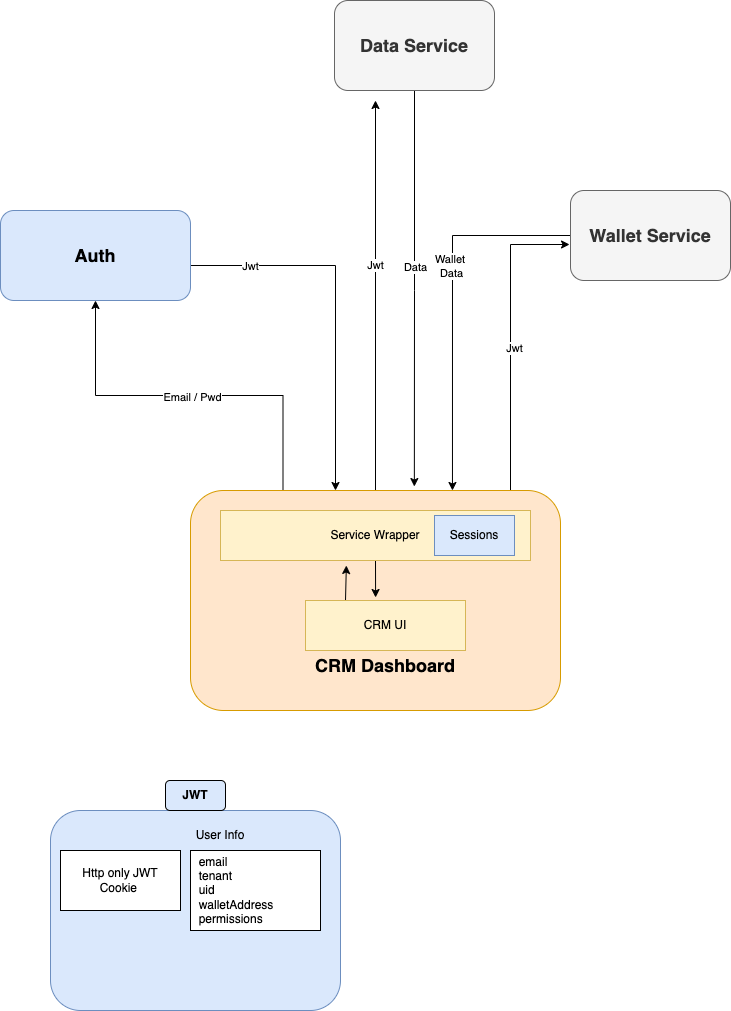 Data Service
Wallet Service
Auth
Jwt
Jwt
Data
Wallet
Data
Jwt
Email / Pwd
Service Wrapper
Sessions
CRM UI
CRM Dashboard
JWT
User Info
Http only JWT
Cookie
email
tenant
uid
walletAddress
permissions